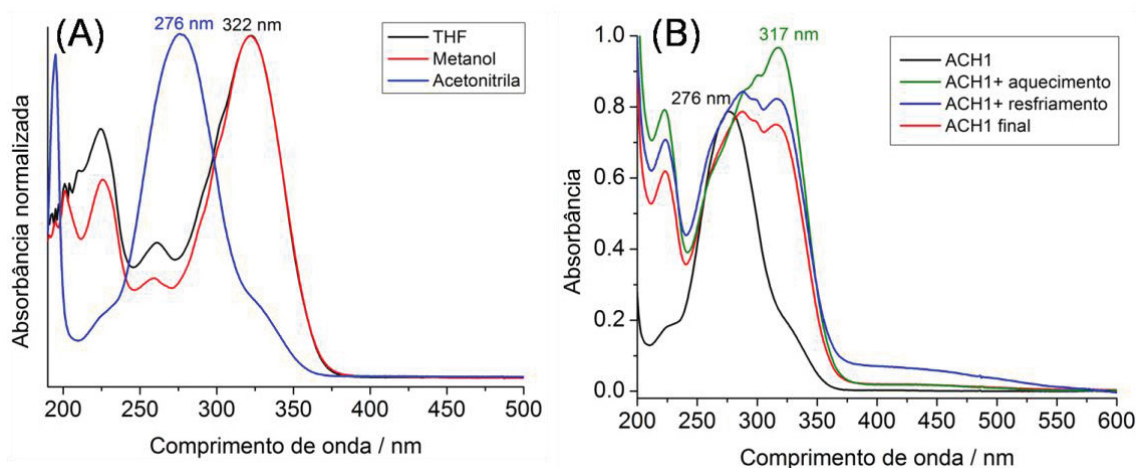 (A)
276 nm
322 nm
THF
Metanol
Acetonitrila
Absorbância normalizada
200 250 300 350 400 450 500
Comprimento de onda / nm
(B)
317 nm
276 nm
ACH1
ACH1+ aquecimento
ACH1+ resfriamento
ACH1 final
Absorbância
1.0
0.8
0.6
0.4
0.2
0.0
200 250 300 350 400 450 500 550 600
Comprimento de onda / nm